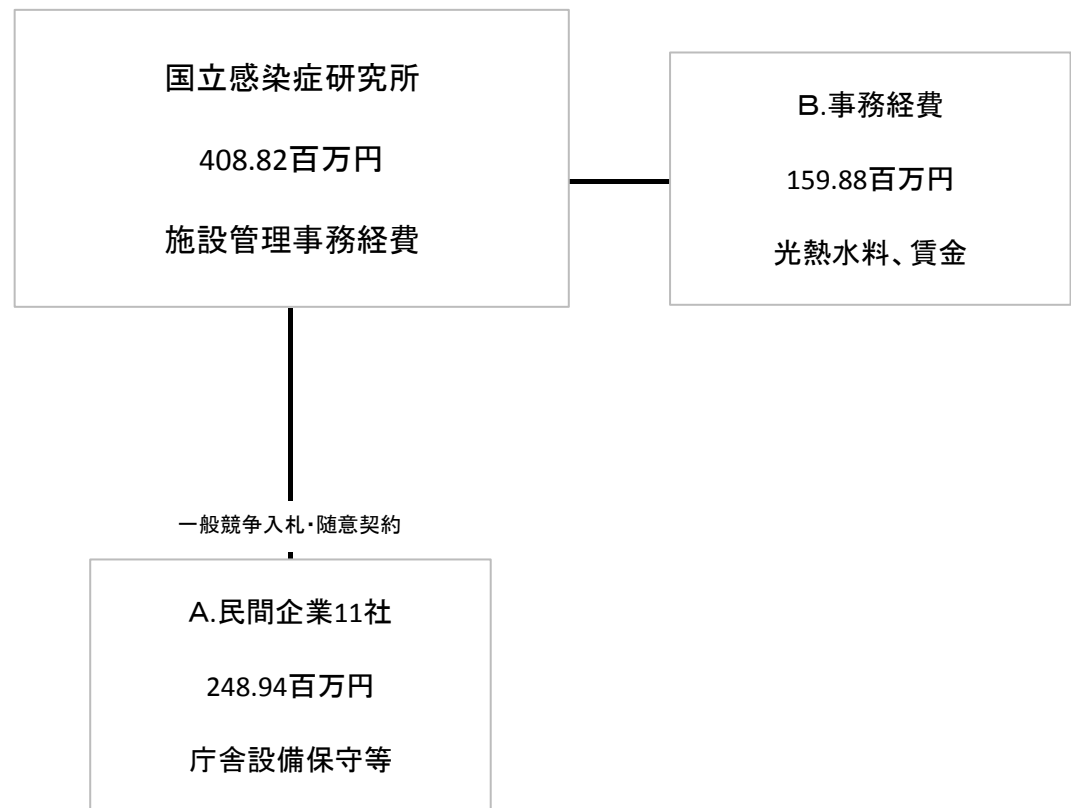 国立感染症研究所
408.82百万円
施設管理事務経費
B.事務経費
159.88百万円
光熱水料、賃金
一般競争入札・随意契約
A.民間企業11社
248.94百万円
庁舎設備保守等